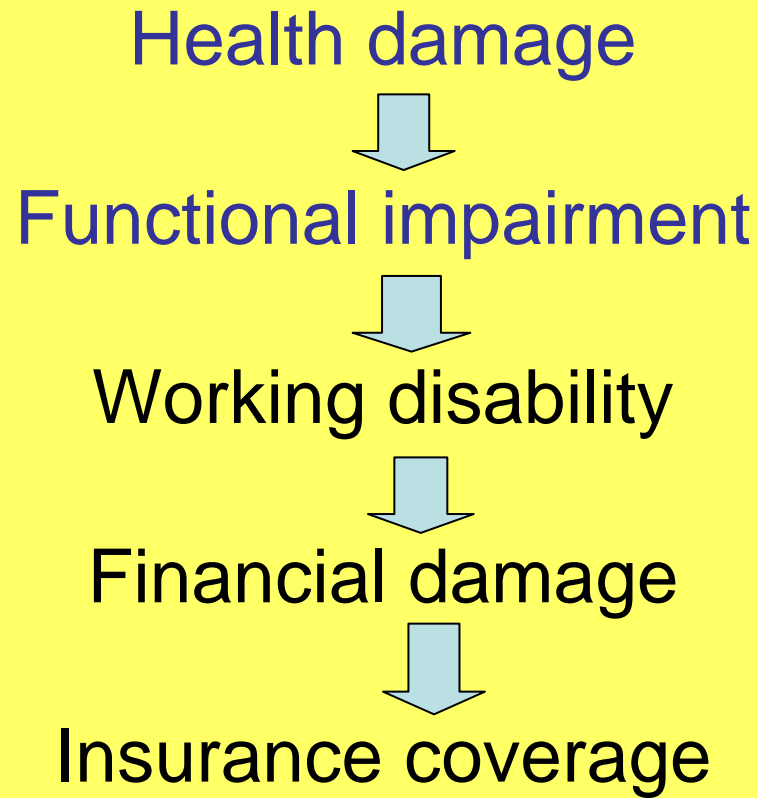 Health damage
Functional impairment
Working disability
Financial damage
Insurance coverage